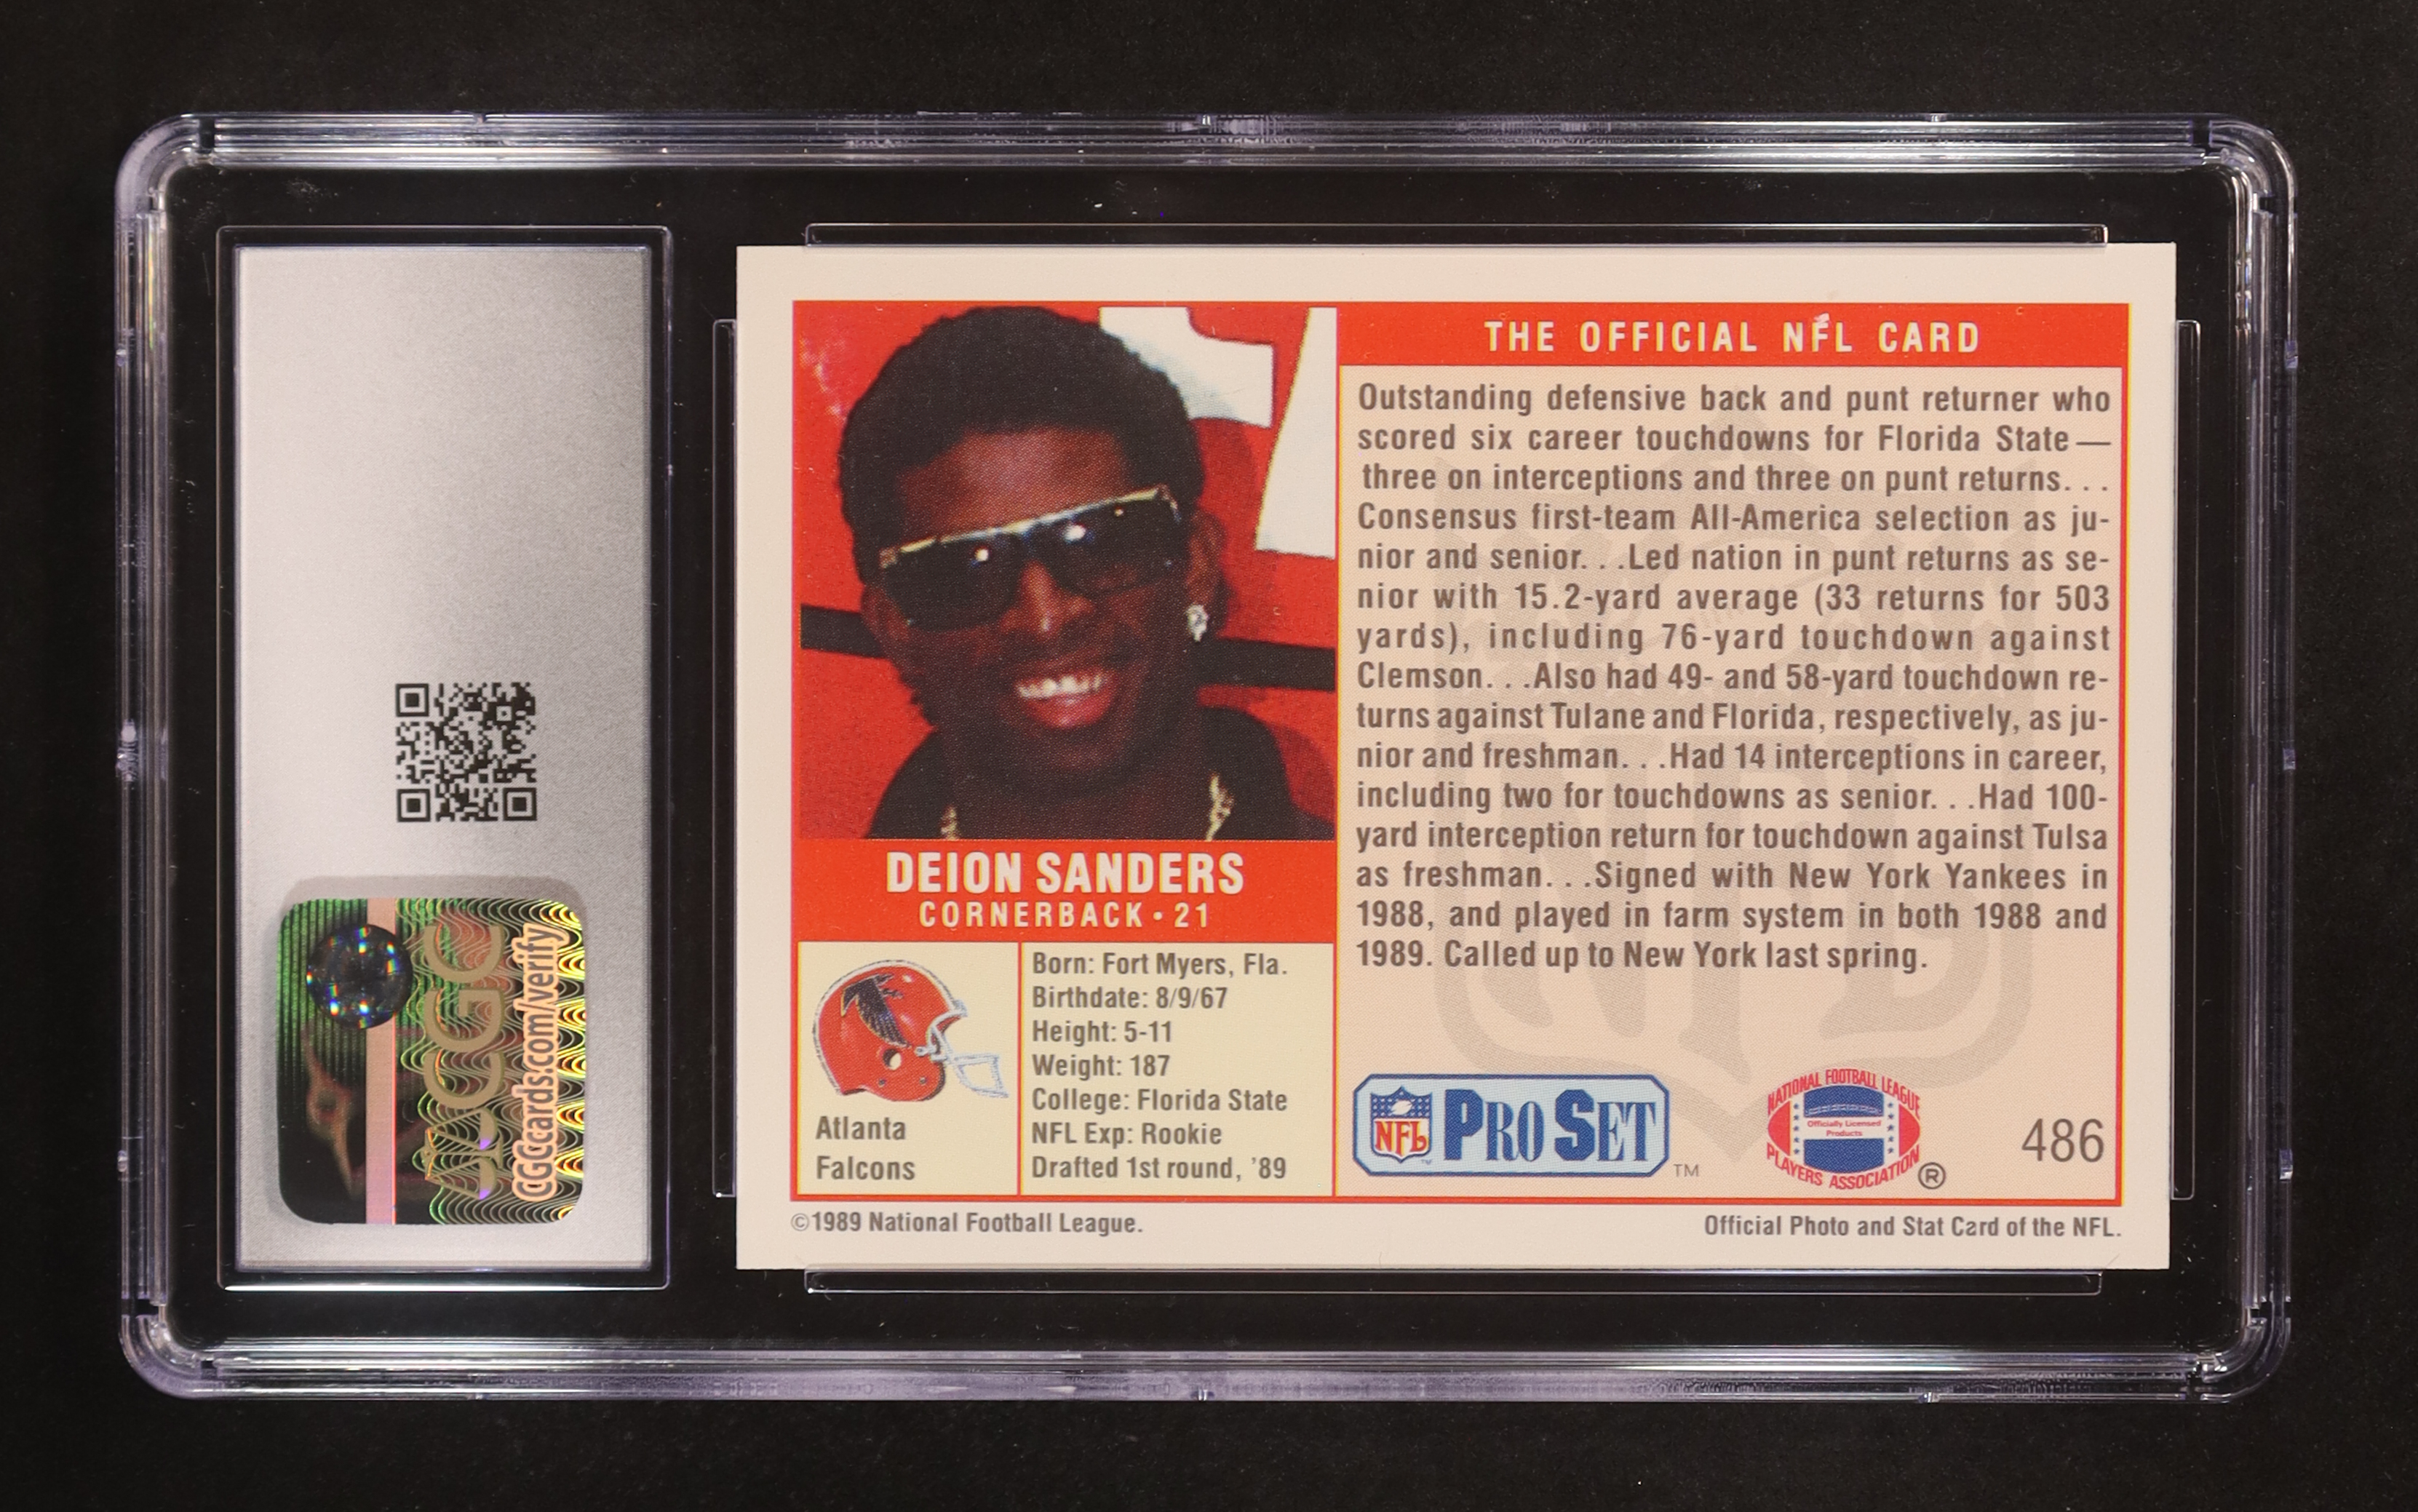 CGC
CGCcards.com/verify
THE OFFICIAL NFL CARD
Outstanding defensive back and punt returner who
scored six career touchdowns for Florida State—
three on interceptions and three on punt returns. . .
Consensus first-team All-America selection as ju-
nior and senior. . .Led nation in punt returns as se-
nior with 15.2-yard average (33 returns for 503
yards), including 76-yard touchdown against
Clemson. . .Also had 49- and 58-yard touchdown re-
turns against Tulane and Florida, respectively, as ju-
nior and freshman. . .Had 14 interceptions in career,
including two for touchdowns as senior. . .Had 100-
yard interception return for touchdown against Tulsa
as freshman. . .Signed with New York Yankees in
1988, and played in farm system in both 1988 and
1989. Called up to New York last spring.
DEION SANDERS
CORNERBACK • 21
Atlanta
Falcons
Born: Fort Myers, Fla.
Birthdate: 8/9/67
Height: 5-11
Weight: 187
College: Florida State
NFL Exp: Rookie
Drafted 1st round, '89
NFL PRO SET TM
NATIONAL FOOTBALL LEAGUE
Officially Licensed
Products
PLAYERS ASSOCIATION ®
486
©1989 National Football League.
Official Photo and Stat Card of the NFL.